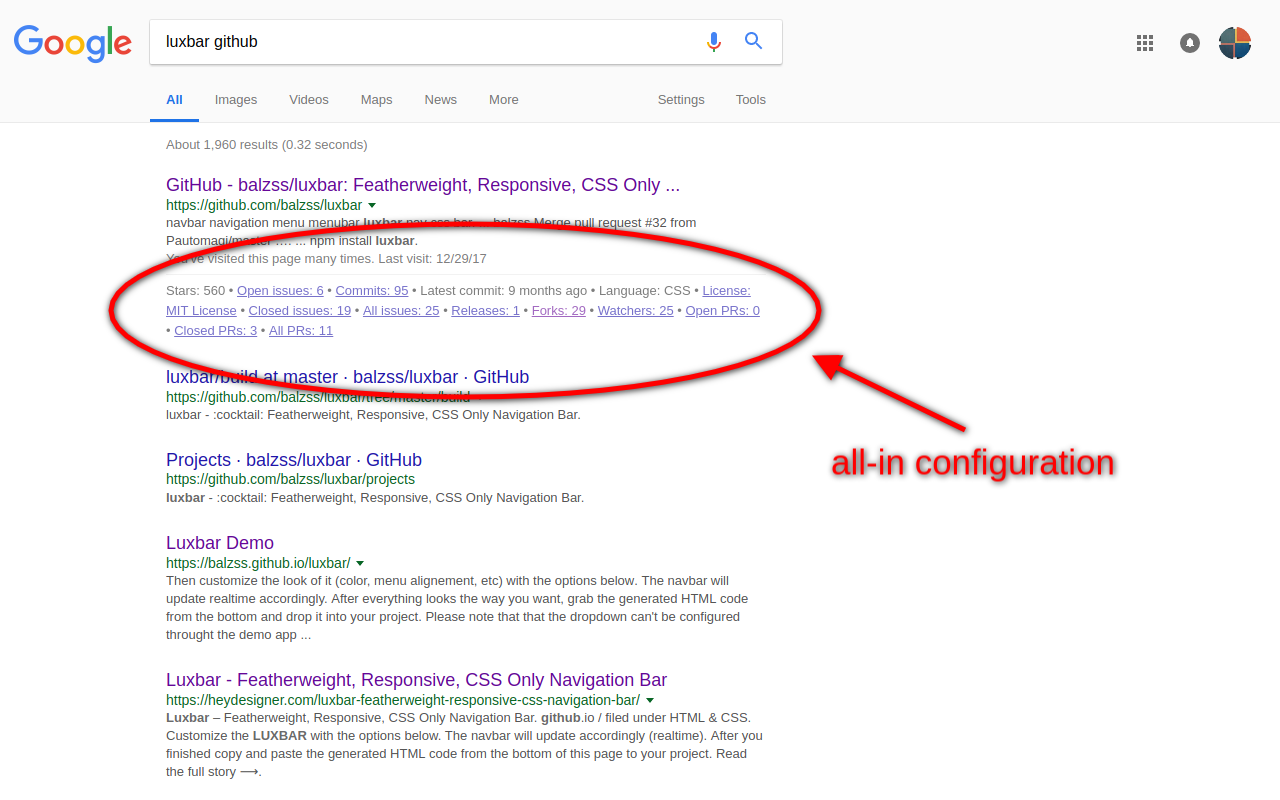 Google
luxbar github
All Images Videos Maps News More Settings Tools
About 1,960 results (0.32 seconds)
GitHub - balzss/luxbar: Featherweight, Responsive, CSS Only ...
https://github.com/balzss/luxbar
navbar navigation menu menubar luxbar nav css bar ... ... balzss Merge pull request #32 from
Pautomagi/master …. ... npm install luxbar.
You've visited this page many times. Last visit: 12/29/17
Stars: 560 • Open issues: 6 • Commits: 95 • Latest commit: 9 months ago • Language: CSS • License:
MIT License • Closed issues: 19 • All issues: 25 • Releases: 1 • Forks: 29 • Watchers: 25 • Open PRs: 0
• Closed PRs: 3 • All PRs: 11
luxbar/build at master · balzss/luxbar · GitHub
https://github.com/balzss/luxbar/tree/master/build
luxbar - :cocktail: Featherweight, Responsive, CSS Only Navigation Bar.
all-in configuration
Projects · balzss/luxbar · GitHub
https://github.com/balzss/luxbar/projects
luxbar - :cocktail: Featherweight, Responsive, CSS Only Navigation Bar.
Luxbar Demo
https://balzss.github.io/luxbar/
Then customize the look of it (color, menu alignement, etc) with the options below. The navbar will
update realtime accordingly. After everything looks the way you want, grab the generated HTML code
from the bottom and drop it into your project. Please note that that the dropdown can't be configured
throught the demo app ...
Luxbar - Featherweight, Responsive, CSS Only Navigation Bar
https://heydesigner.com/luxbar-featherweight-responsive-css-navigation-bar/
Luxbar – Featherweight, Responsive, CSS Only Navigation Bar. github.io / filed under HTML & CSS.
Customize the LUXBAR with the options below. The navbar will update accordingly (realtime). After you
finished copy and paste the generated HTML code from the bottom of this page to your project. Read
the full story ⟶.